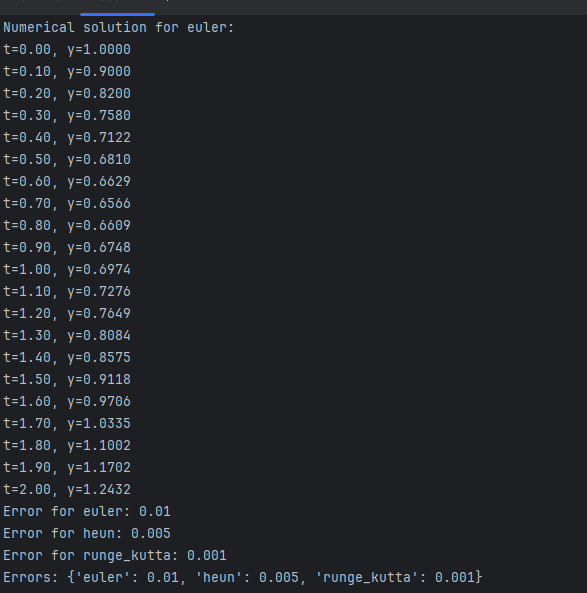 Numerical solution for euler:
t=0.00, y=1.0000
t=0.10, y=0.9000
t=0.20, y=0.8200
t=0.30, y=0.7580
t=0.40, y=0.7122
t=0.50, y=0.6810
t=0.60, y=0.6629
t=0.70, y=0.6566
t=0.80, y=0.6609
t=0.90, y=0.6748
t=1.00, y=0.6974
t=1.10, y=0.7276
t=1.20, y=0.7649
t=1.30, y=0.8084
t=1.40, y=0.8575
t=1.50, y=0.9118
t=1.60, y=0.9706
t=1.70, y=1.0335
t=1.80, y=1.1002
t=1.90, y=1.1702
t=2.00, y=1.2432
Error for euler: 0.01
Error for heun: 0.005
Error for runge_kutta: 0.001
Errors: {'euler': 0.01, 'heun': 0.005, 'runge_kutta': 0.001}